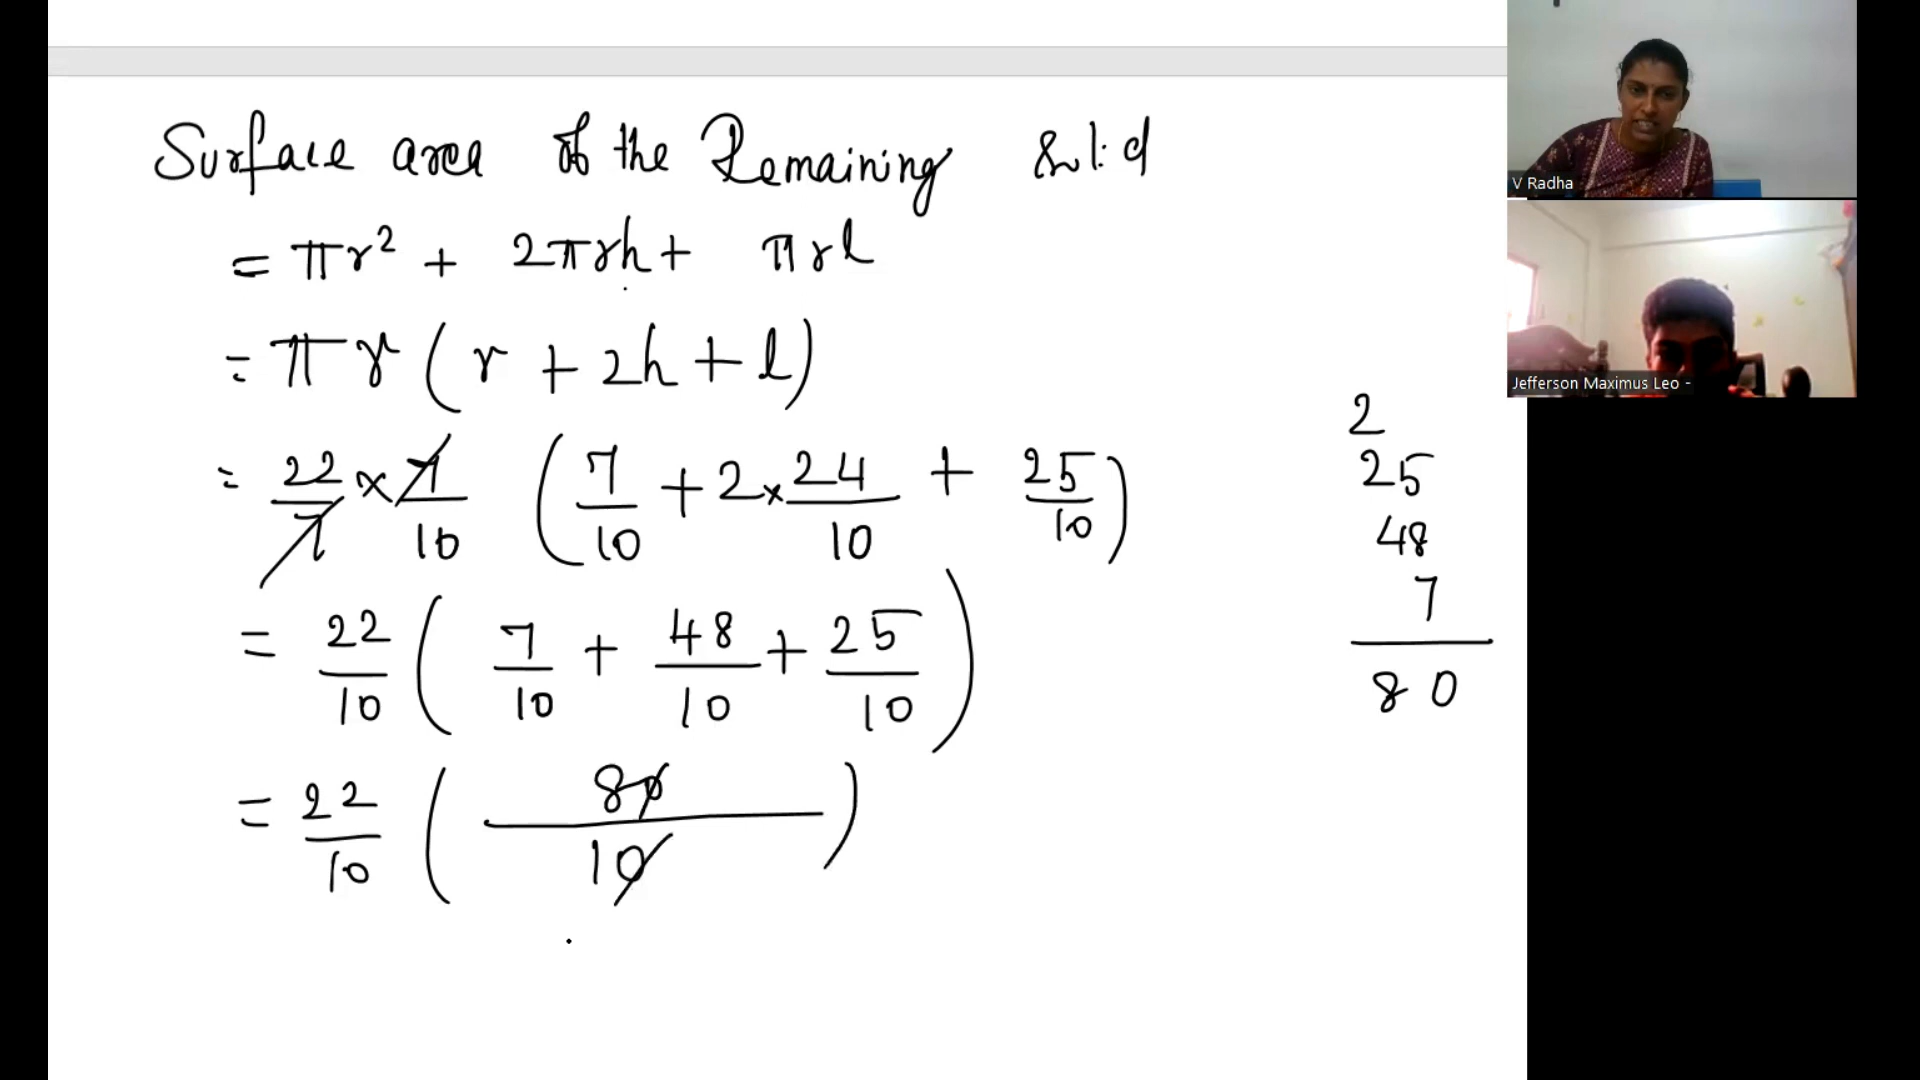 Surface area of the Remaining solid
= πr² + 2πrh + πrl
= πr (r + 2h + l)
= 22/7 × 7/10 (7/10 + 2 × 24/10 + 25/10)
= 22/10 (7/10 + 48/10 + 25/10)
= 22/10 (80/10)
2
25
48
7
80
V Radha
Jefferson Maximus Leo -